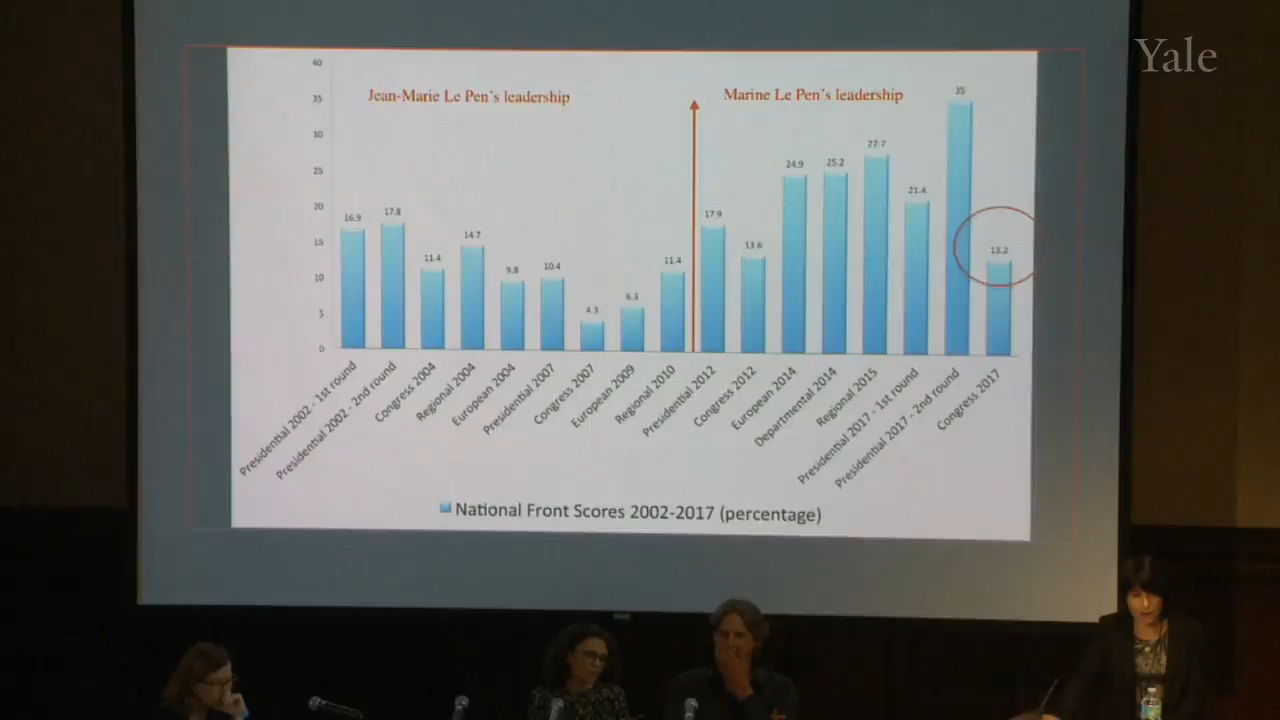 Yale
40
35
30
25
20
15
10
5
0
Jean-Marie Le Pen's leadership
Marine Le Pen's leadership
16.9
17.8
11.4
14.7
9.8
10.4
4.3
6.3
11.4
17.9
13.6
24.9
25.2
27.7
21.4
35
13.2
Presidential 2002 - 1st round
Presidential 2002 - 2nd round
Congress 2004
Regional 2004
European 2004
Presidential 2007
Congress 2007
European 2009
Regional 2010
Presidential 2012
Congress 2012
European 2014
Departmental 2014
Regional 2015
Presidential 2017 - 1st round
Presidential 2017 - 2nd round
Congress 2017
National Front Scores 2002-2017 (percentage)